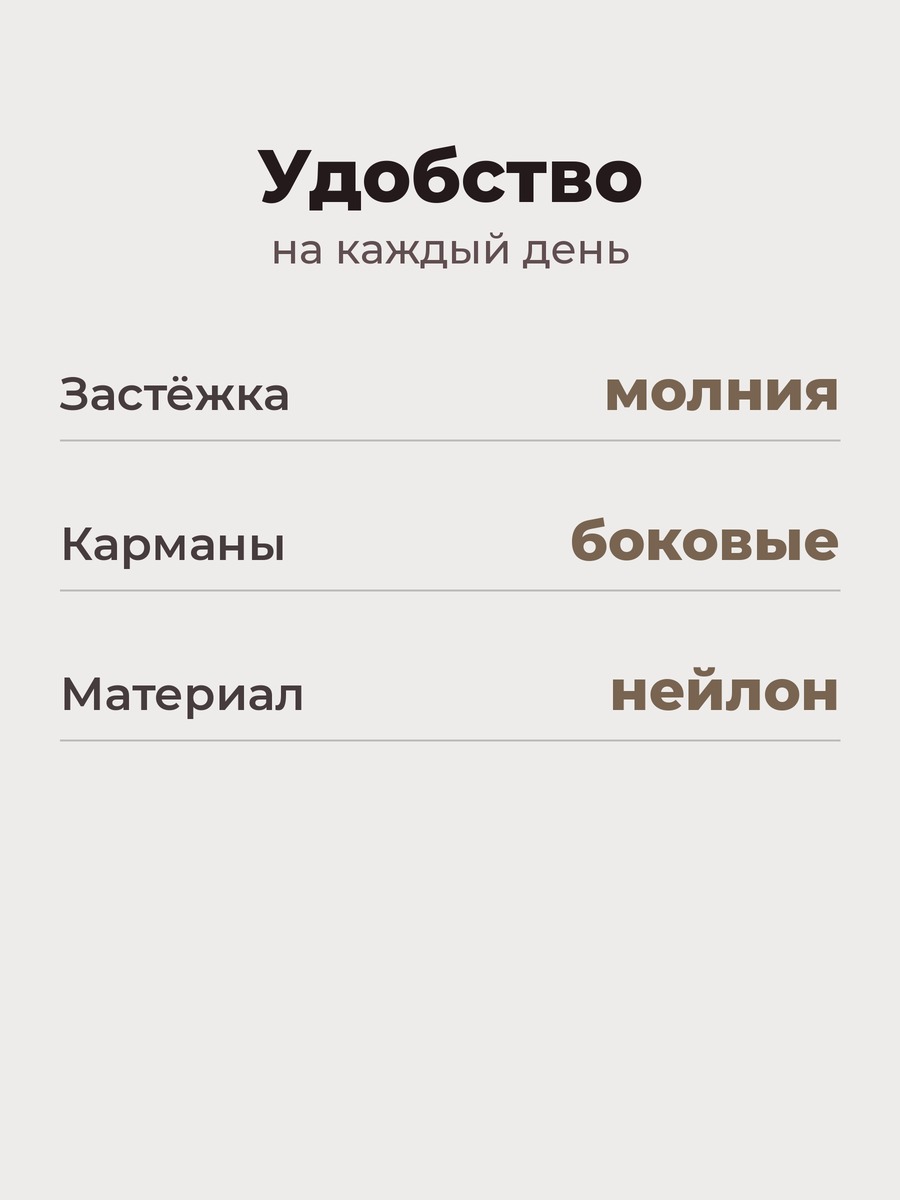 Удобство
на каждый день
Застёжка молния
Карманы боковые
Материал нейлон